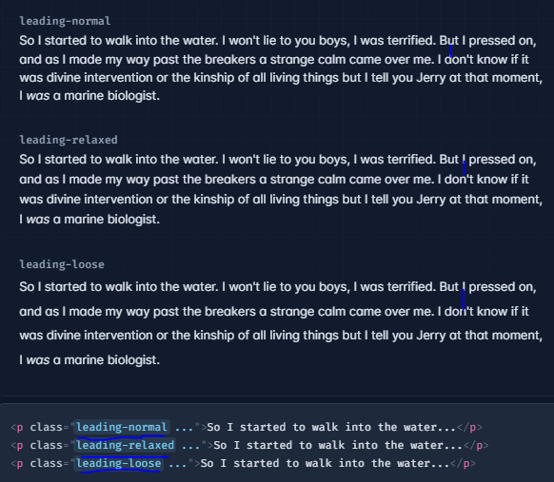 leading-normal
So I started to walk into the water. I won't lie to you boys, I was terrified. But I pressed on,
and as I made my way past the breakers a strange calm came over me. I don't know if it
was divine intervention or the kinship of all living things but I tell you Jerry at that moment,
I was a marine biologist.
leading-relaxed
So I started to walk into the water. I won't lie to you boys, I was terrified. But I pressed on,
and as I made my way past the breakers a strange calm came over me. I don't know if it
was divine intervention or the kinship of all living things but I tell you Jerry at that moment,
I was a marine biologist.
leading-loose
So I started to walk into the water. I won't lie to you boys, I was terrified. But I pressed on,
and as I made my way past the breakers a strange calm came over me. I don't know if it
was divine intervention or the kinship of all living things but I tell you Jerry at that moment,
I was a marine biologist.
<p class="leading-normal ...">So I started to walk into the water...</p>
<p class="leading-relaxed ...">So I started to walk into the water...</p>
<p class="leading-loose ...">So I started to walk into the water...</p>